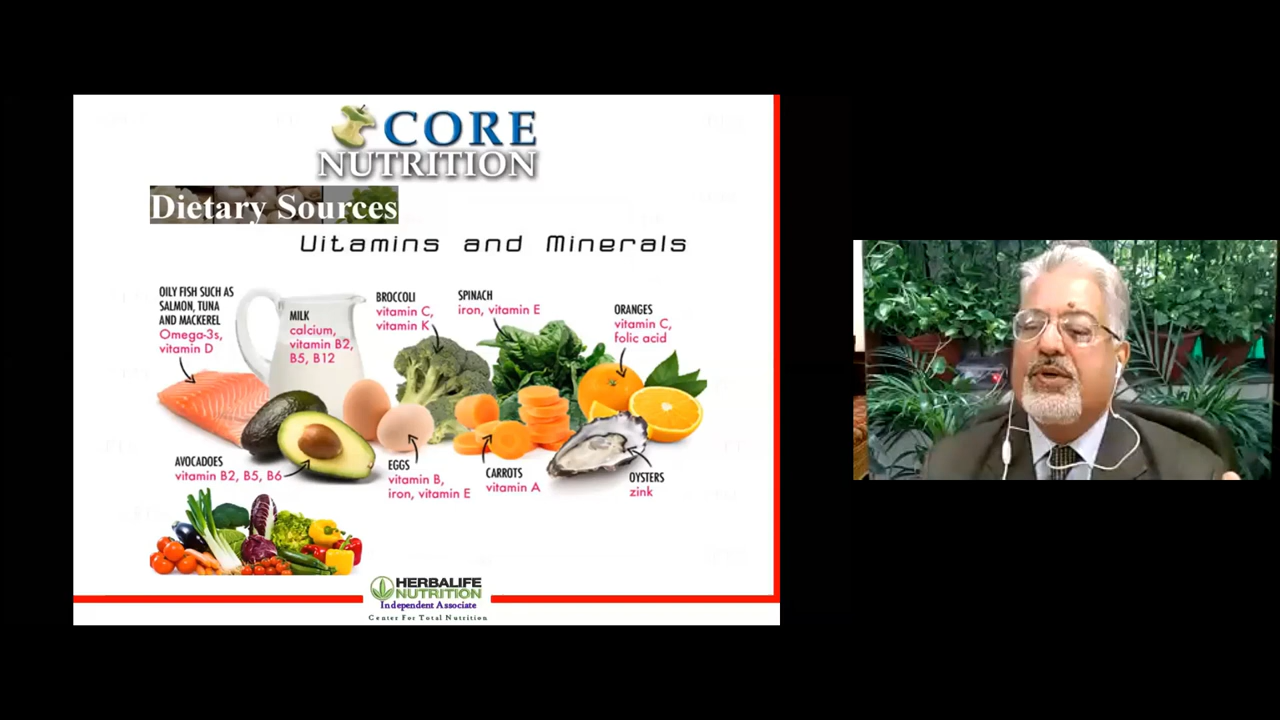 CORE
NUTRITION
Dietary Sources
Vitamins and Minerals
OILY FISH SUCH AS
SALMON, TUNA
AND MACKEREL
Omega-3s,
vitamin D
MILK
calcium,
vitamin B2,
B5, B12
BROCCOLI
vitamin C,
vitamin K
SPINACH
iron, vitamin E
ORANGES
vitamin C,
folic acid
AVOCADOES
vitamin B2, B5, B6
EGGS
vitamin B,
iron, vitamin E
CARROTS
vitamin A
OYSTERS
zink
HERBALIFE
NUTRITION
Independent Associate
Center For Total Nutrition